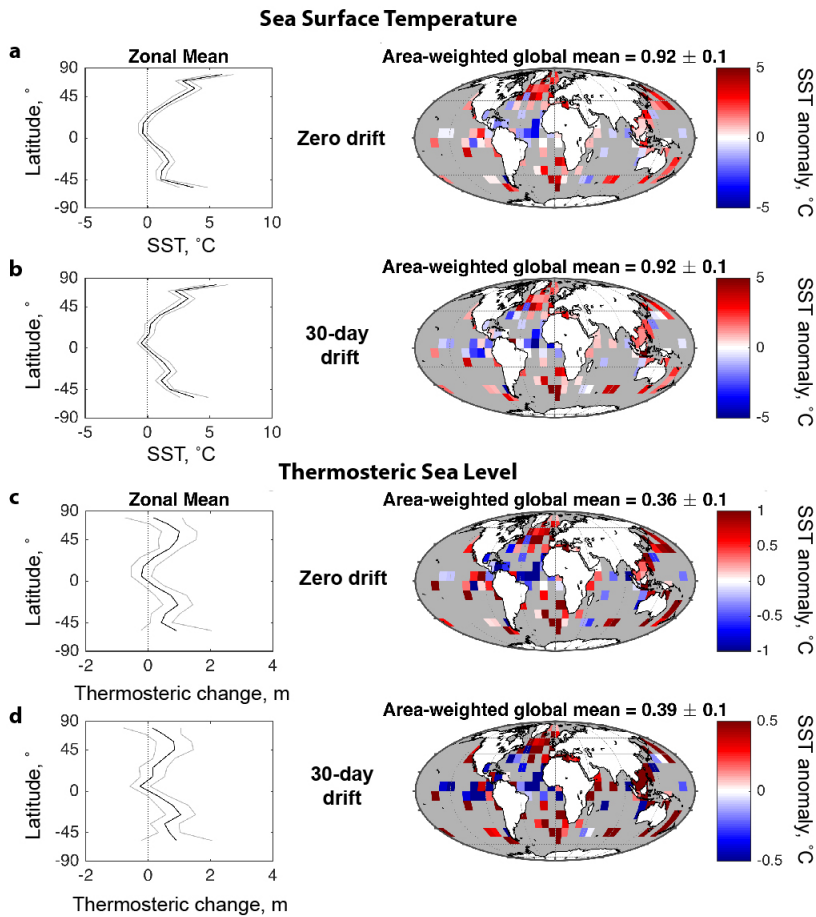 Sea Surface Temperature
a
Zonal Mean
Area-weighted global mean = 0.92 ± 0.1
90
45
0
-45
-90
Latitude, °
-5
0
5
10
SST, ˚C
Zero drift
5
0
-5
SST anomaly, ˚C
b
Area-weighted global mean = 0.92 ± 0.1
90
45
0
-45
-90
Latitude, °
-5
0
5
10
SST, ˚C
30-day
drift
5
0
-5
SST anomaly, ˚C
Thermosteric Sea Level
c
Zonal Mean
Area-weighted global mean = 0.36 ± 0.1
90
45
0
-45
-90
Latitude, °
-2
0
2
4
Thermosteric change, m
Zero drift
1
0.5
0
-0.5
-1
SST anomaly, ˚C
d
Area-weighted global mean = 0.39 ± 0.1
90
45
0
-45
-90
Latitude, °
-2
0
2
4
Thermosteric change, m
30-day
drift
0.5
0
-0.5
SST anomaly, ˚C